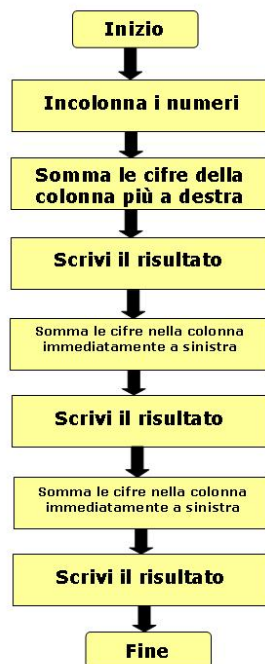 Inizio
Incolonna i numeri
Somma le cifre della
colonna più a destra
Scrivi il risultato
Somma le cifre nella colonna
immediatamente a sinistra
Scrivi il risultato
Somma le cifre nella colonna
immediatamente a sinistra
Scrivi il risultato
Fine